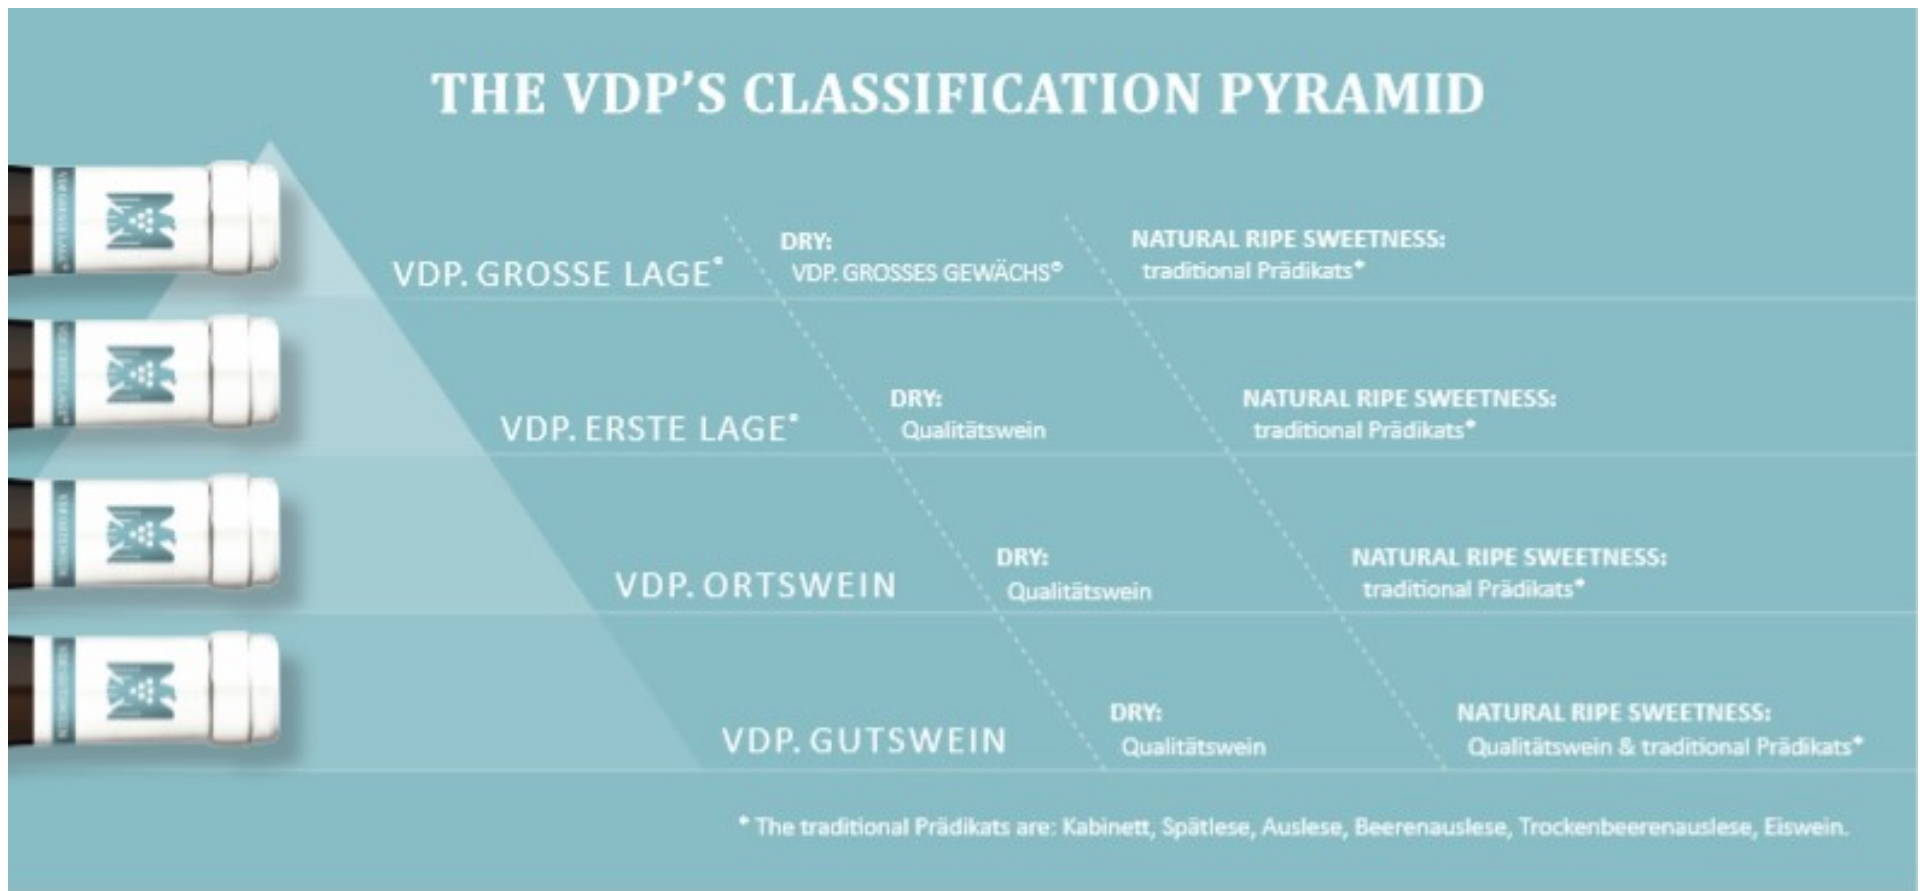 THE VDP'S CLASSIFICATION PYRAMID
VDP. GROSSE LAGE®
DRY:
VDP. GROSSES GEWÄCHS®
NATURAL RIPE SWEETNESS:
traditional Prädikats*
VDP. ERSTE LAGE®
DRY:
Qualitätswein
NATURAL RIPE SWEETNESS:
traditional Prädikats*
VDP. ORTSWEIN
DRY:
Qualitätswein
NATURAL RIPE SWEETNESS:
traditional Prädikats*
VDP. GUTSWEIN
DRY:
Qualitätswein
NATURAL RIPE SWEETNESS:
Qualitätswein & traditional Prädikats*
* The traditional Prädikats are: Kabinett, Spätlese, Auslese, Beerenauslese, Trockenbeerenauslese, Eiswein.